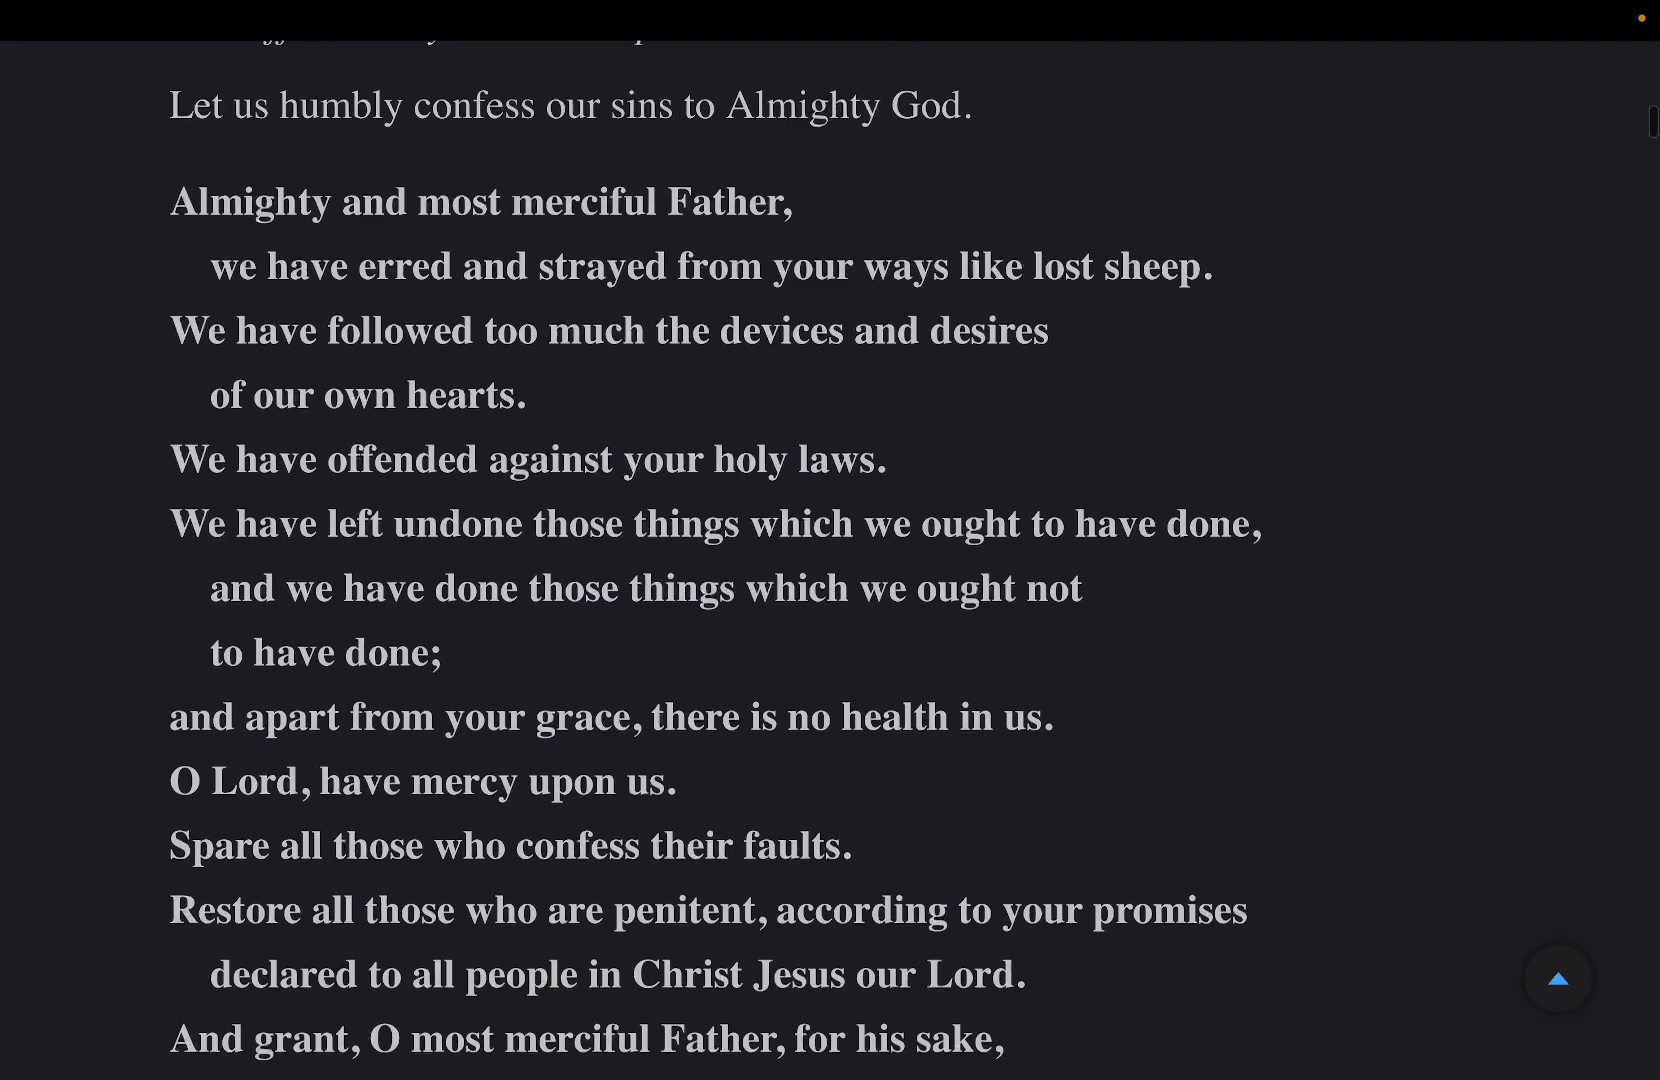 Let us humbly confess our sins to Almighty God.
Almighty and most merciful Father,
we have erred and strayed from your ways like lost sheep.
We have followed too much the devices and desires
of our own hearts.
We have offended against your holy laws.
We have left undone those things which we ought to have done,
and we have done those things which we ought not
to have done;
and apart from your grace, there is no health in us.
O Lord, have mercy upon us.
Spare all those who confess their faults.
Restore all those who are penitent, according to your promises
declared to all people in Christ Jesus our Lord.
And grant, O most merciful Father, for his sake,